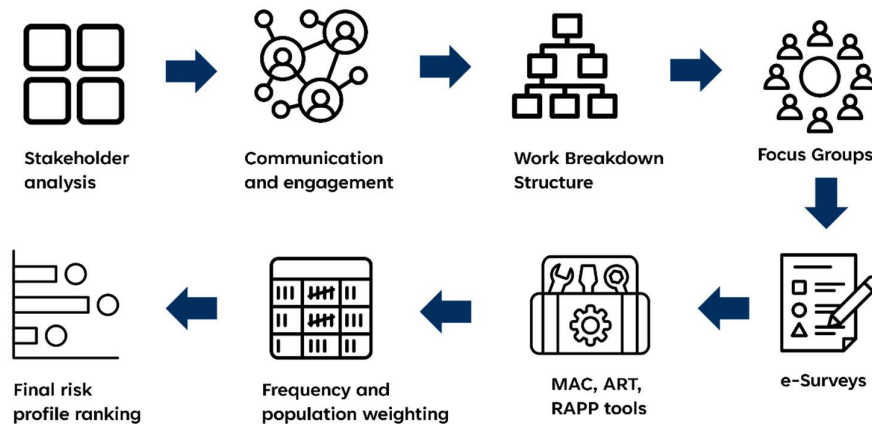 Stakeholder
analysis
Communication
and engagement
Work Breakdown
Structure
Focus Groups
e-Surveys
MAC, ART,
RAPP tools
Frequency and
population weighting
Final risk
profile ranking